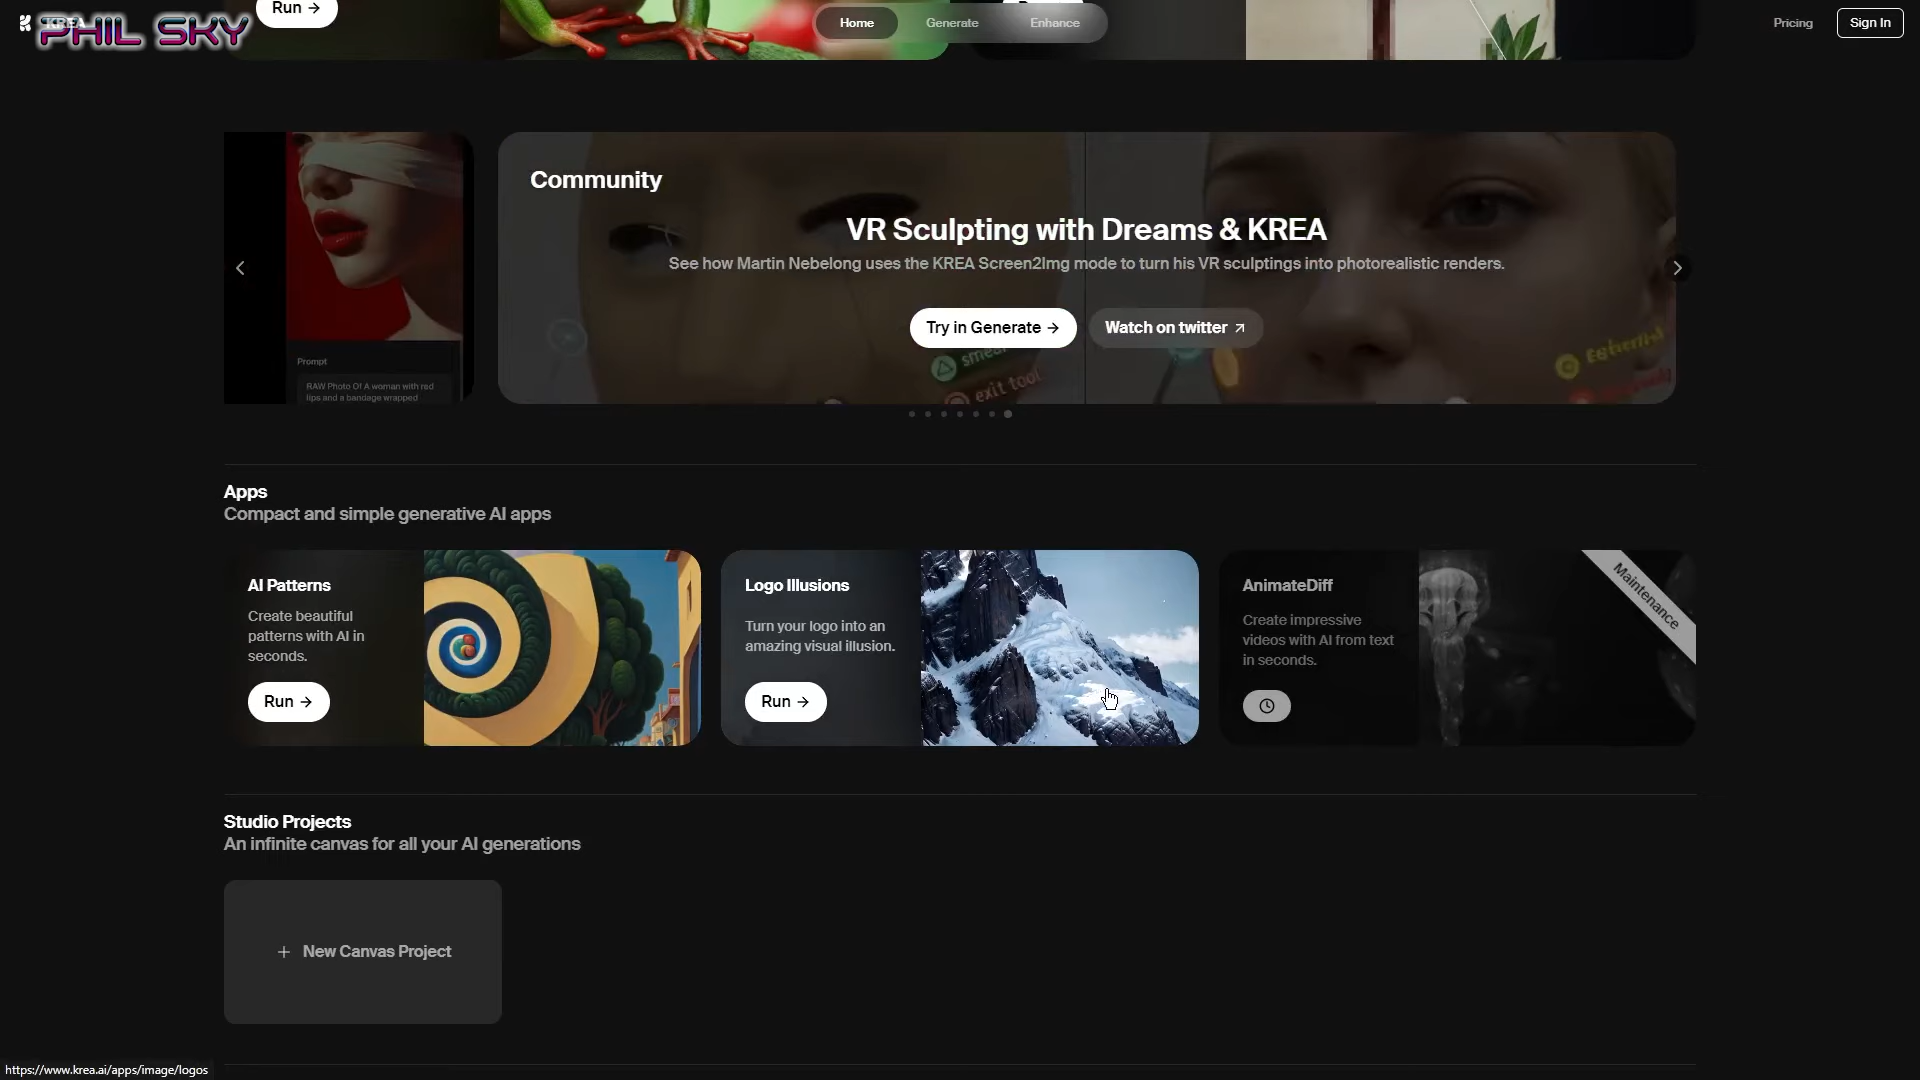 KREA
PHIL SKY
Run →
Home
Generate
Enhance
Pricing
Sign In
Community
VR Sculpting with Dreams & KREA
See how Martin Nebelong uses the KREA Screen2Img mode to turn his VR sculptings into photorealistic renders.
Try in Generate →
Watch on twitter ↗
Prompt
RAW Photo Of A woman with red
lips and a bandage wrapped
smear
exit tool
Apps
Compact and simple generative AI apps
AI Patterns
Create beautiful
patterns with AI in
seconds.
Run →
Logo Illusions
Turn your logo into an
amazing visual illusion.
Run →
AnimateDiff
Create impressive
videos with AI from text
in seconds.
Maintenance
Studio Projects
An infinite canvas for all your AI generations
+ New Canvas Project
https://www.krea.ai/apps/image/logos